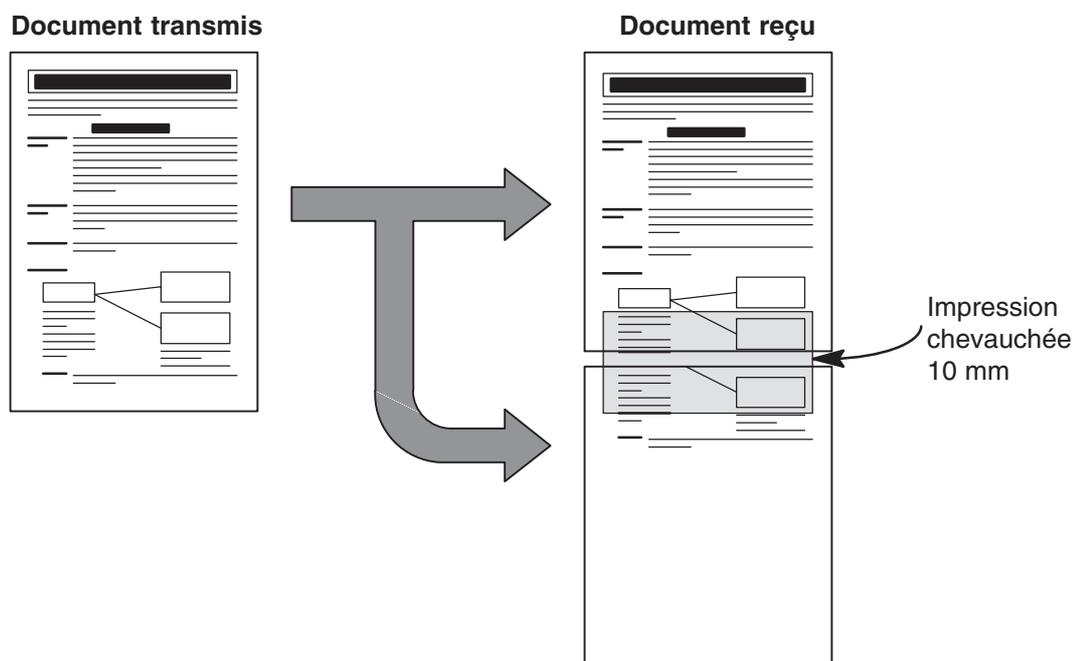 Document transmis
Document reçu
Impression
chevauchée
10 mm